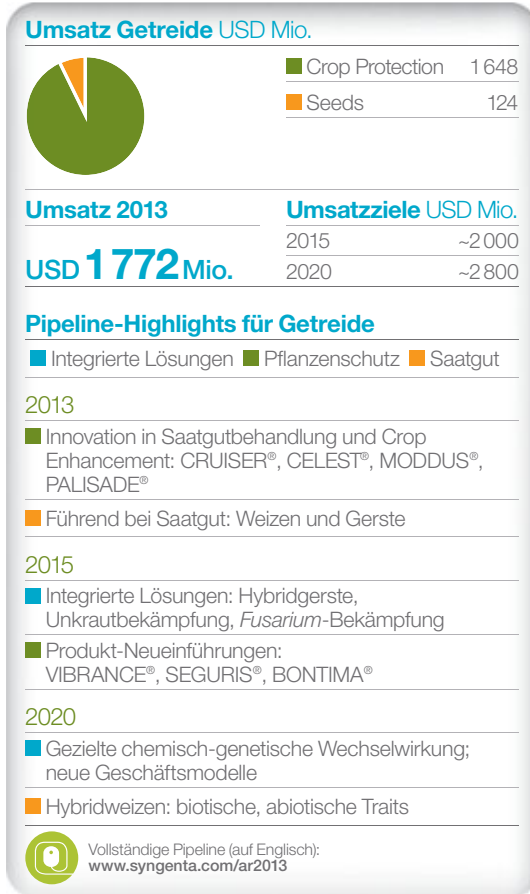 Umsatz Getreide USD Mio.
Crop Protection 1 648
Seeds 124
Umsatz 2013
USD 1 772 Mio.
Umsatzziele USD Mio.
2015 ~2 000
2020 ~2 800
Pipeline-Highlights für Getreide
Integrierte Lösungen Pflanzenschutz Saatgut
2013
Innovation in Saatgutbehandlung und Crop
Enhancement: CRUISER®, CELEST®, MODDUS®,
PALISADE®
Führend bei Saatgut: Weizen und Gerste
2015
Integrierte Lösungen: Hybridgerste,
Unkrautbekämpfung, Fusarium-Bekämpfung
Produkt-Neueinführungen:
VIBRANCE®, SEGURIS®, BONTIMA®
2020
Gezielte chemisch-genetische Wechselwirkung;
neue Geschäftsmodelle
Hybridweizen: biotische, abiotische Traits
Vollständige Pipeline (auf Englisch):
www.syngenta.com/ar2013